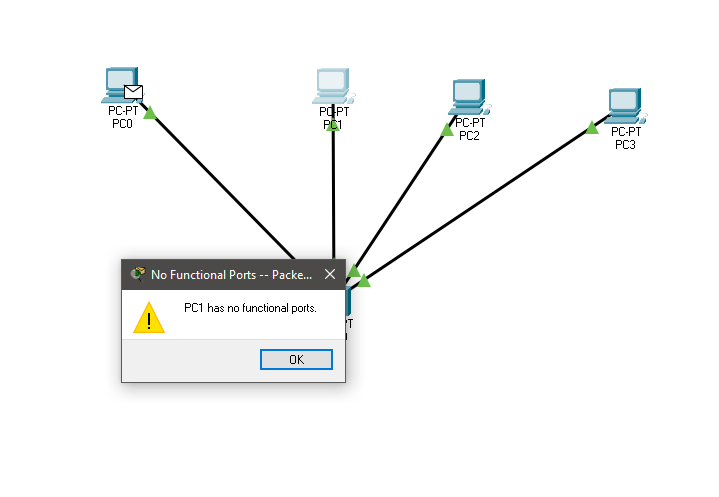 PC-PT
PC0
PC-PT
PC1
PC-PT
PC2
PC-PT
PC3
No Functional Ports -- Packe...
PC1 has no functional ports.
OK